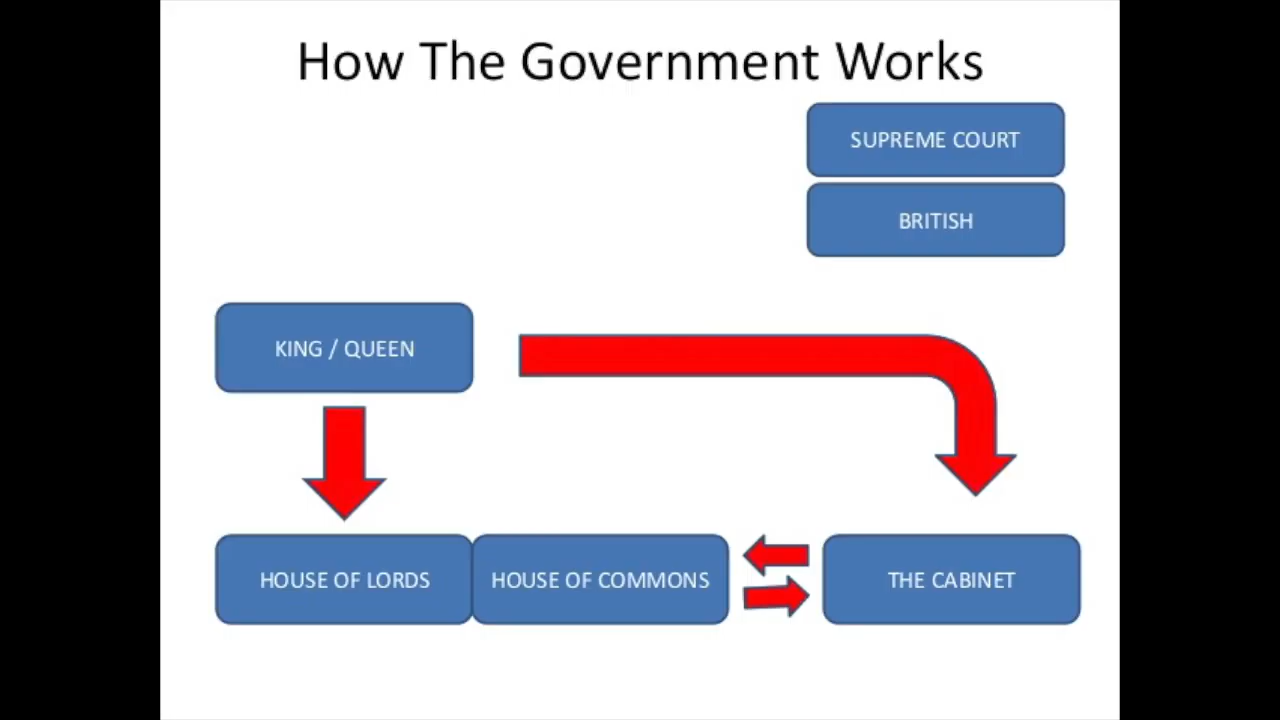 How The Government Works
SUPREME COURT
BRITISH
KING / QUEEN
HOUSE OF LORDS
HOUSE OF COMMONS
THE CABINET